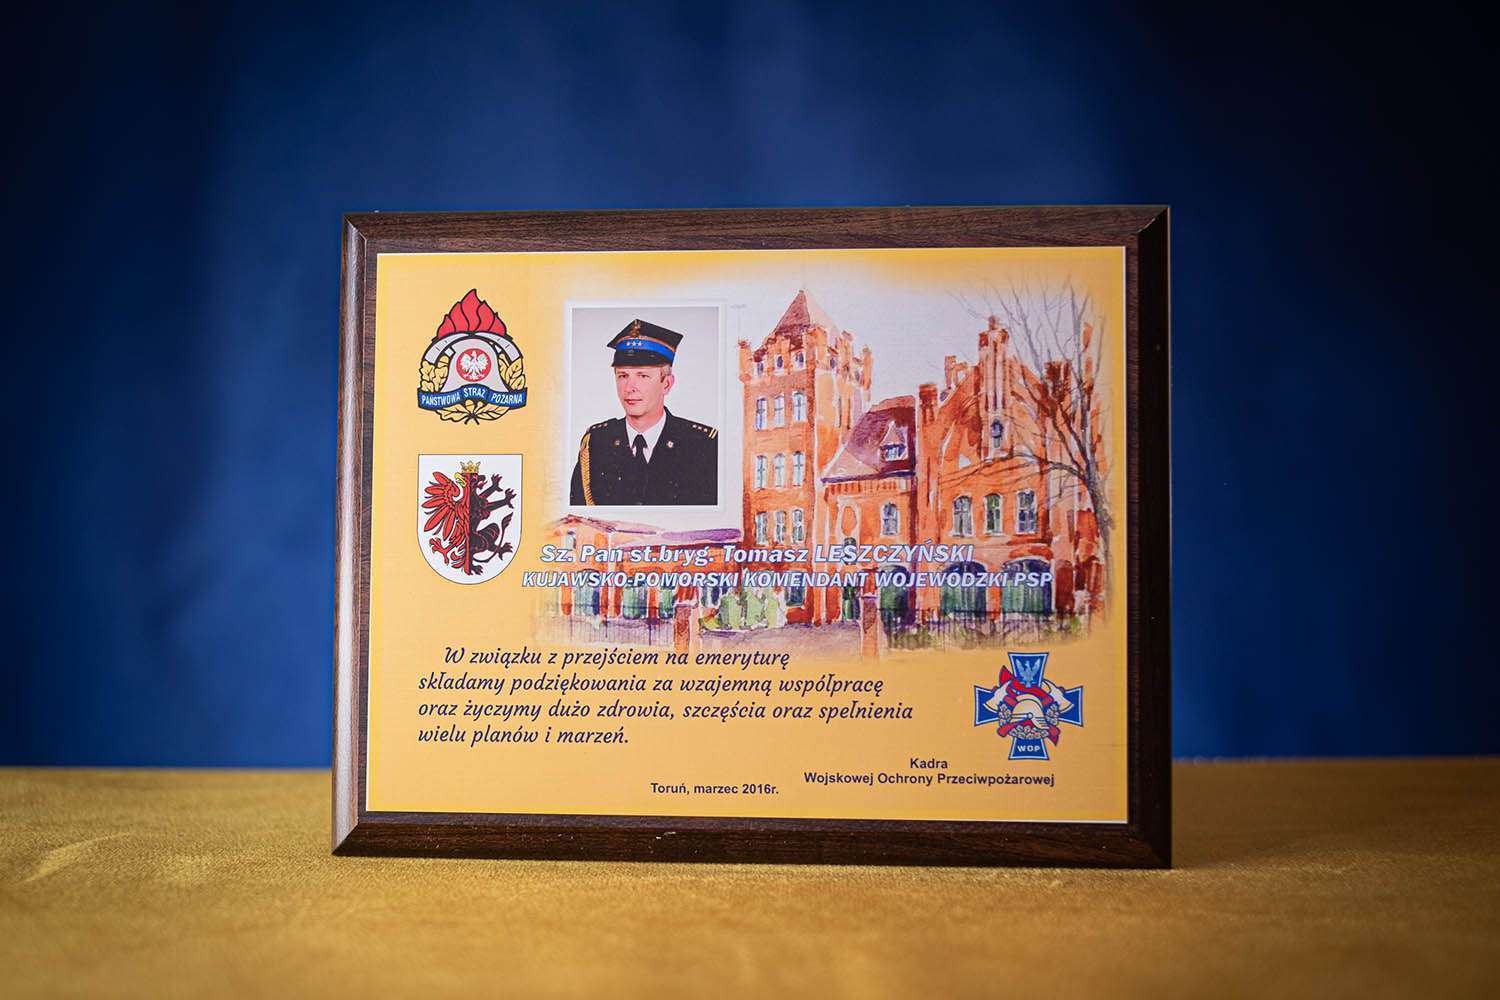 PAŃSTWOWA STRAŻ POŻARNA
Sz. Pan st.bryg. Tomasz LESZCZYŃSKI
KUJAWSKO-POMORSKI KOMENDANT WOJEWÓDZKI PSP
W związku z przejściem na emeryturę
składamy podziękowania za wzajemną współpracę
oraz życzymy dużo zdrowia, szczęścia oraz spełnienia
wielu planów i marzeń.
WOP
Kadra
Wojskowej Ochrony Przeciwpożarowej
Toruń, marzec 2016r.